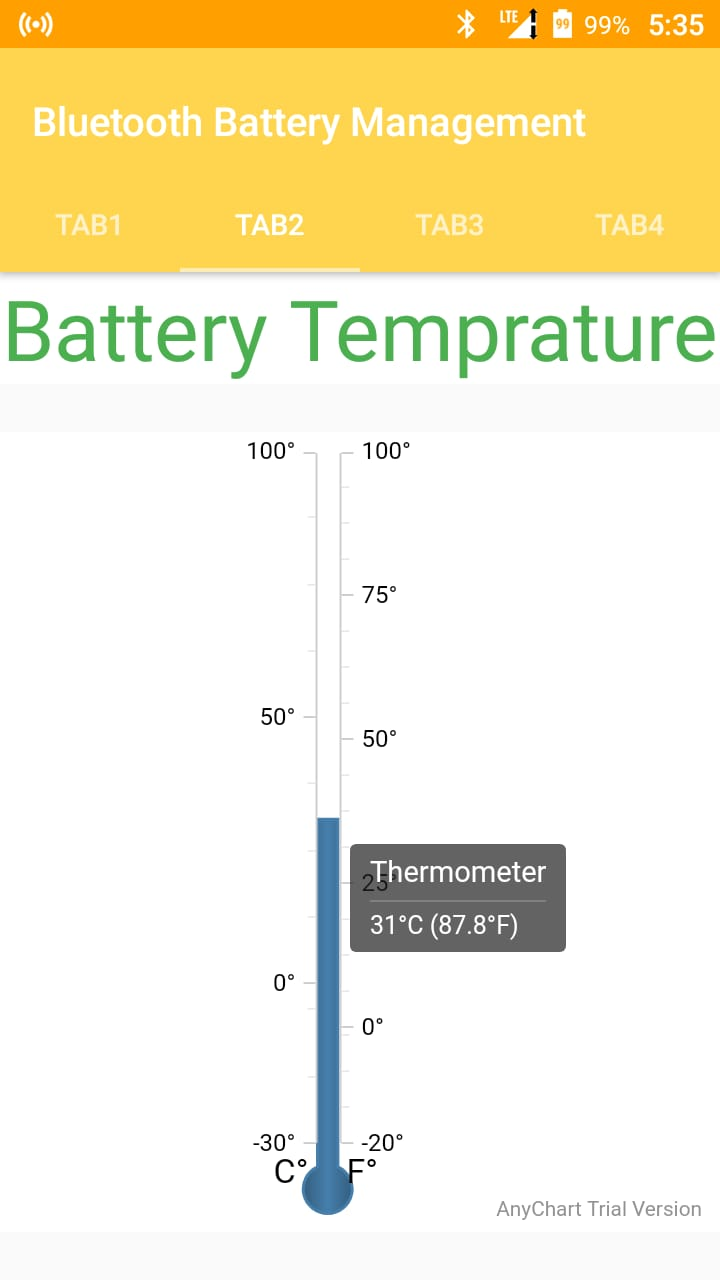 LTE 99 99% 5:35
Bluetooth Battery Management
TAB1 TAB2 TAB3 TAB4
Battery Temprature
100° 100°
75°
50°
50°
Thermometer
25°
31°C (87.8°F)
0°
0°
-30° -20°
C° F°
AnyChart Trial Version